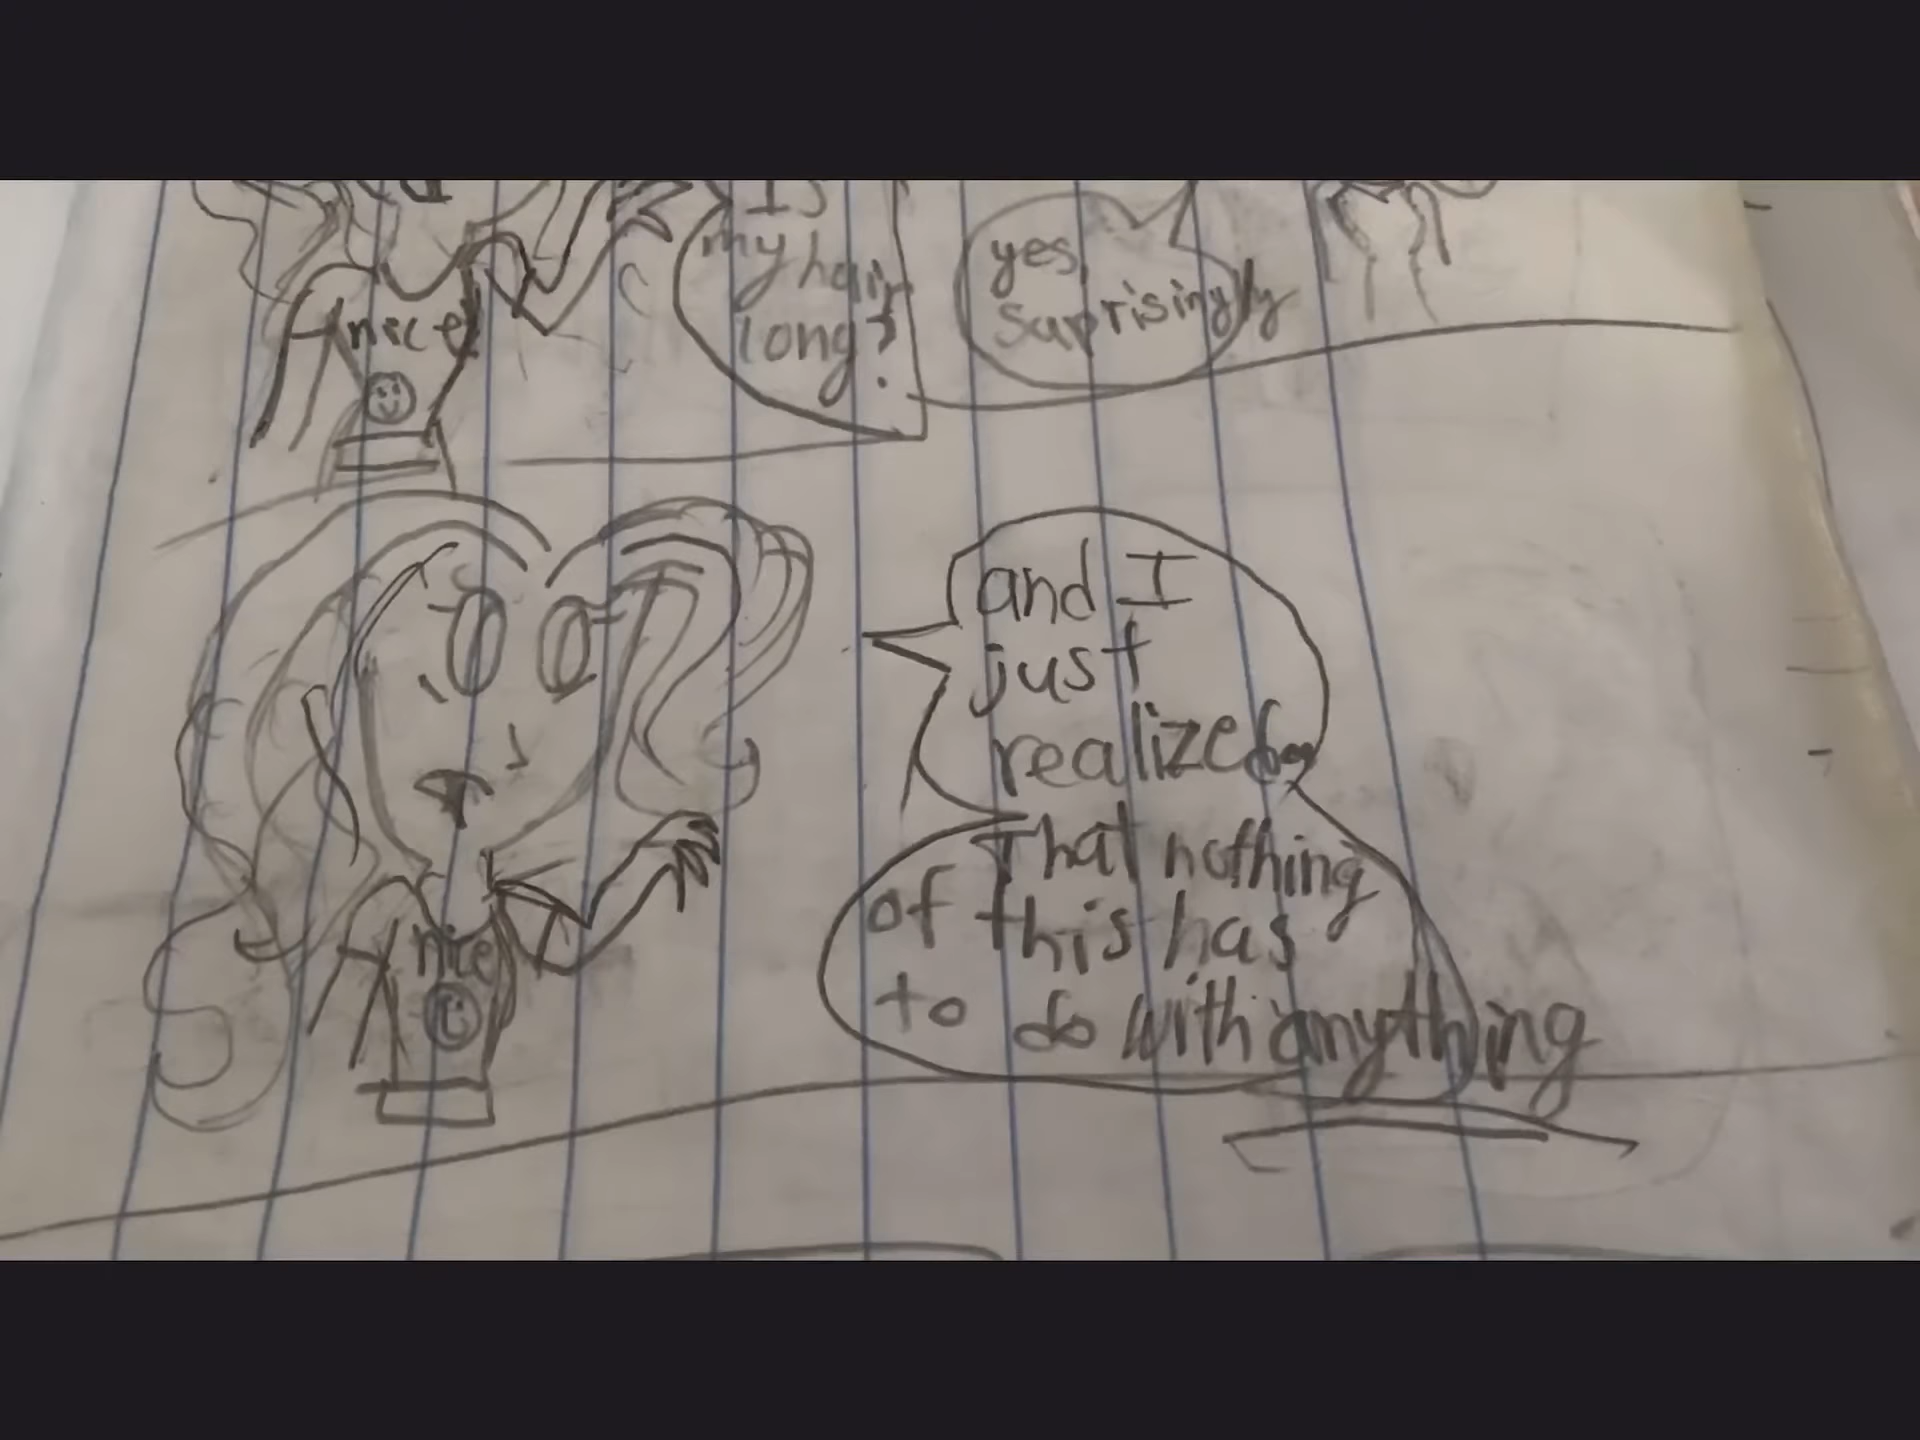 nice
Is
my hair
long?
yes,
Suprisingly
and I
just
realized
That nothing
of this has
to do with anything
nice